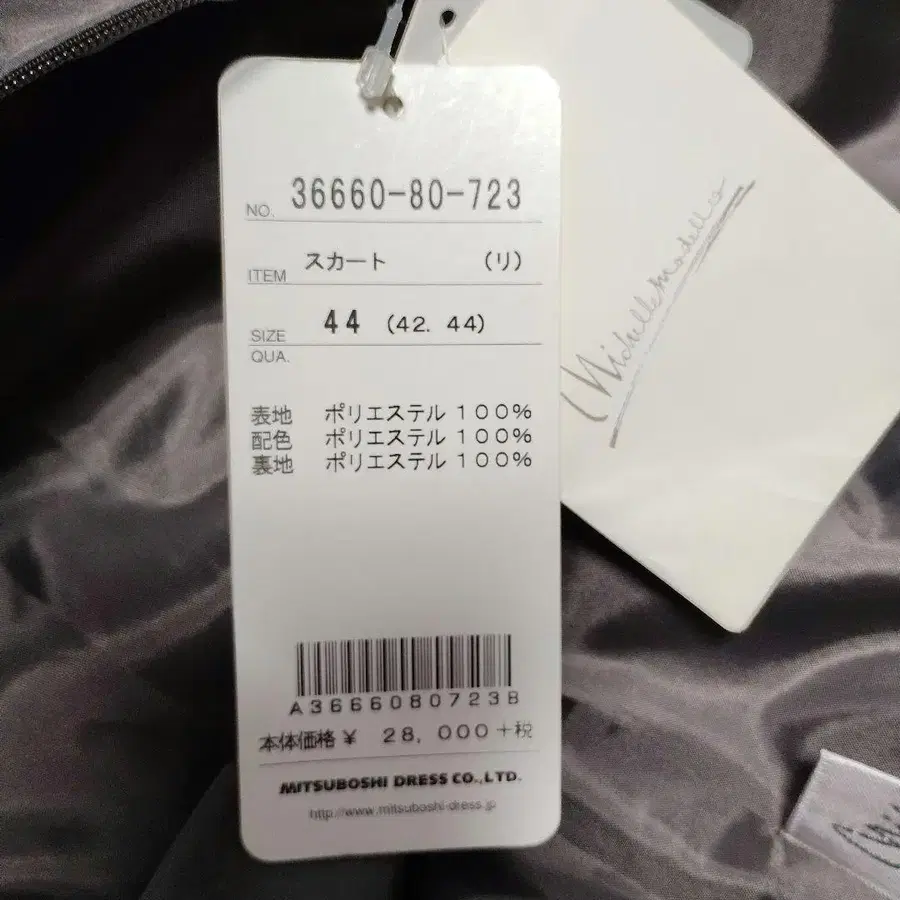 NO. 36660-80-723
ITEM スカート (リ)
SIZE 44 (42. 44)
QUA.
表地 ポリエステル 100%
配色 ポリエステル 100%
裏地 ポリエステル 100%
A3666080723B
本体価格¥ 28,000+税
MITSUBOSHI DRESS CO.,LTD.
http://www.mitsuboshi-dress.jp
Michellemodelles